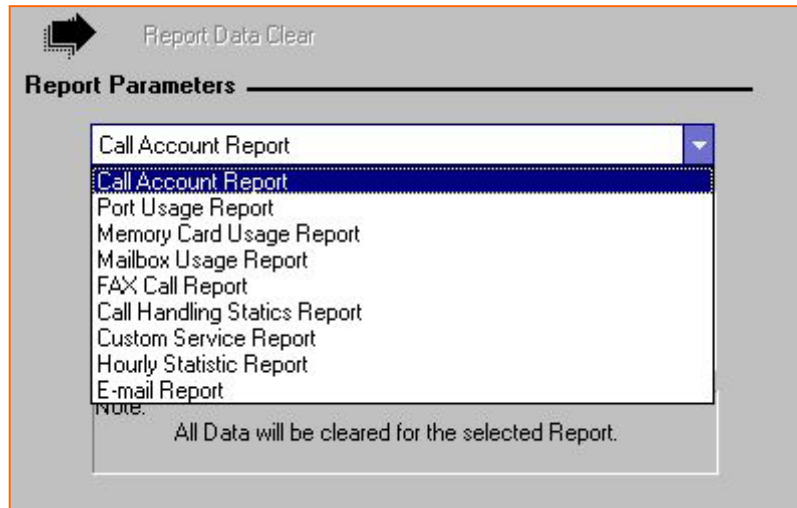 Report Data Clear
Report Parameters
Call Account Report
Call Account Report
Port Usage Report
Memory Card Usage Report
Mailbox Usage Report
FAX Call Report
Call Handling Statics Report
Custom Service Report
Hourly Statistic Report
E-mail Report
Note:
All Data will be cleared for the selected Report.